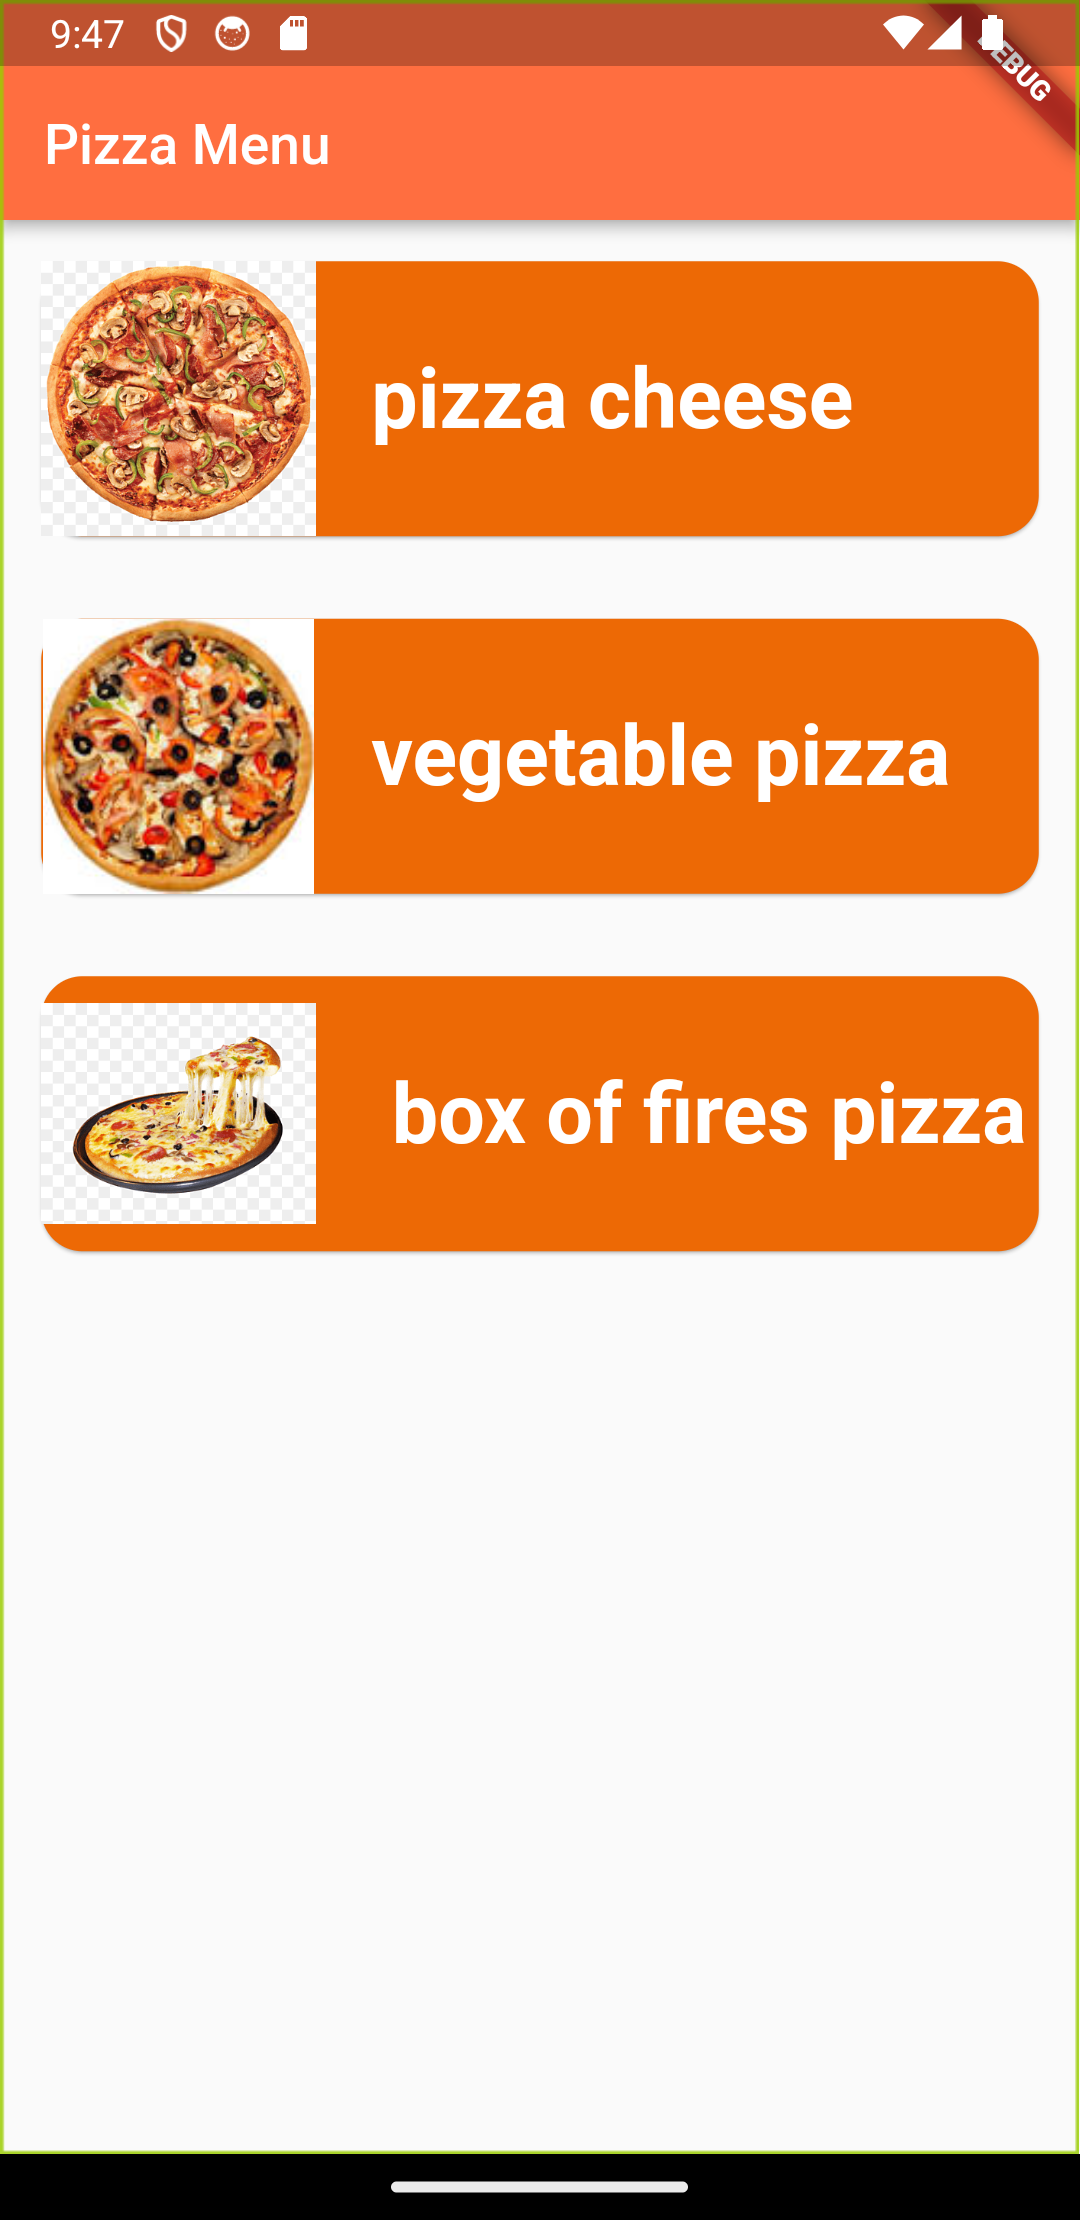 9:47
DEBUG
Pizza Menu
pizza cheese
vegetable pizza
box of fires pizza